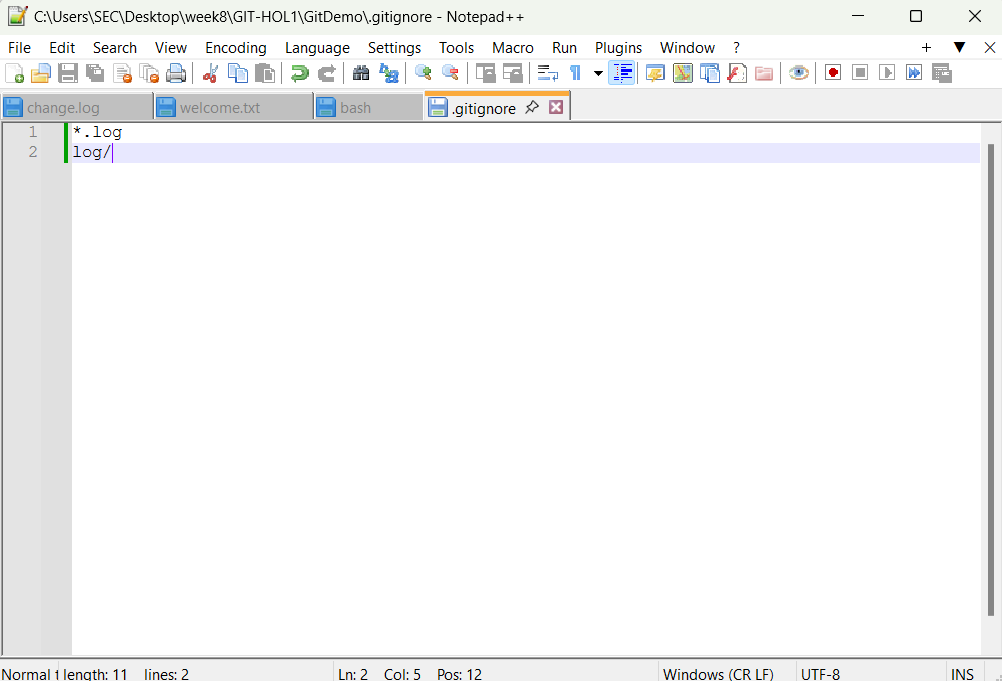 C:\Users\SEC\Desktop\week8\GIT-HOL1\GitDemo\.gitignore - Notepad++
File Edit Search View Encoding Language Settings Tools Macro Run Plugins Window ?
change.log welcome.txt bash .gitignore
1 *.log
2 log/
Normal t length: 11 lines: 2 Ln: 2 Col: 5 Pos: 12 Windows (CR LF) UTF-8 INS